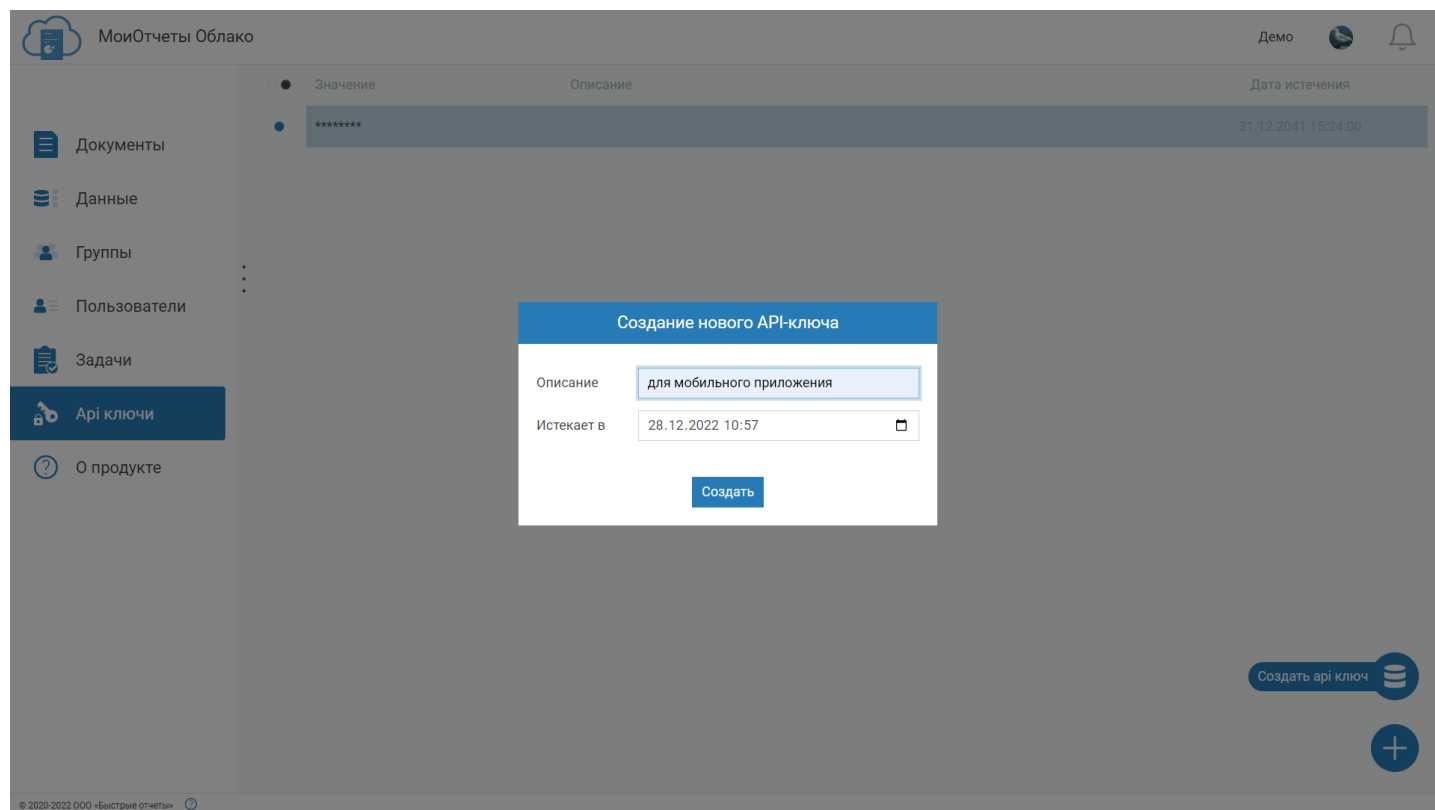 МоиОтчеты Облако
Демо
Значение Описание Дата истечения
******** 31.12.2041 15:24:00
Документы
Данные
Группы
Пользователи
Задачи
Api ключи
О продукте
Создание нового API-ключа
Описание для мобильного приложения
Истекает в 28.12.2022 10:57
Создать
Создать api ключ
© 2020-2022 ООО «Быстрые отчеты» ?